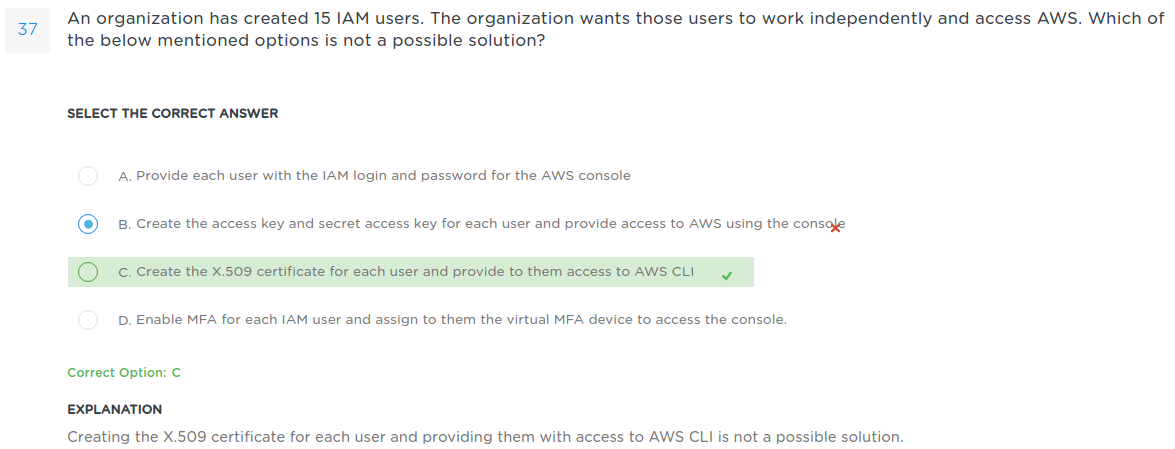 37
An organization has created 15 IAM users. The organization wants those users to work independently and access AWS. Which of
the below mentioned options is not a possible solution?
SELECT THE CORRECT ANSWER
A. Provide each user with the IAM login and password for the AWS console
B. Create the access key and secret access key for each user and provide access to AWS using the console
C. Create the X.509 certificate for each user and provide to them access to AWS CLI
D. Enable MFA for each IAM user and assign to them the virtual MFA device to access the console.
Correct Option: C
EXPLANATION
Creating the X.509 certificate for each user and providing them with access to AWS CLI is not a possible solution.